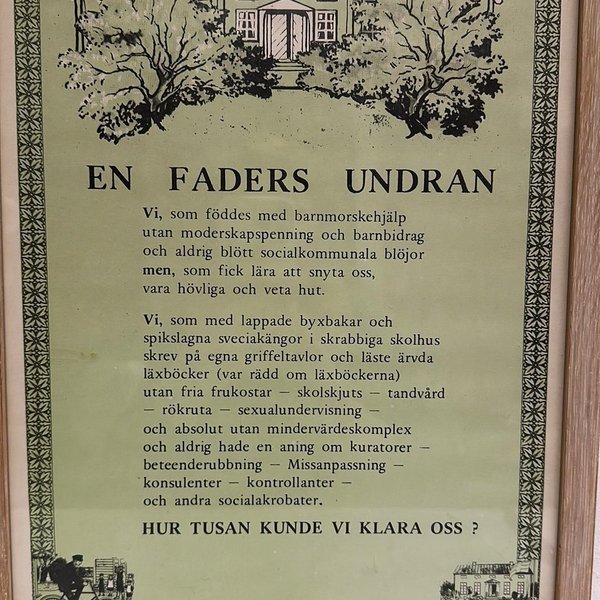 EN FADERS UNDRAN
Vi, som föddes med barnmorskehjälp
utan moderskapspenning och barnbidrag
och aldrig blött socialkommunala blöjor
men, som fick lära att snyta oss,
vara hövliga och veta hut.
Vi, som med lappade byxbakar och
spikslagna sveciakängor i skrabbiga skolhus
skrev på egna griffeltavlor och läste ärvda
läxböcker (var rädd om läxböckerna)
utan fria frukostar – skolskjuts – tandvård
– rökruta – sexualundervisning –
och absolut utan mindervärdeskomplex
och aldrig hade en aning om kuratorer –
beteenderubbning – Missanpassning –
konsulenter – kontrollanter –
och andra socialakrobater.
HUR TUSAN KUNDE VI KLARA OSS ?